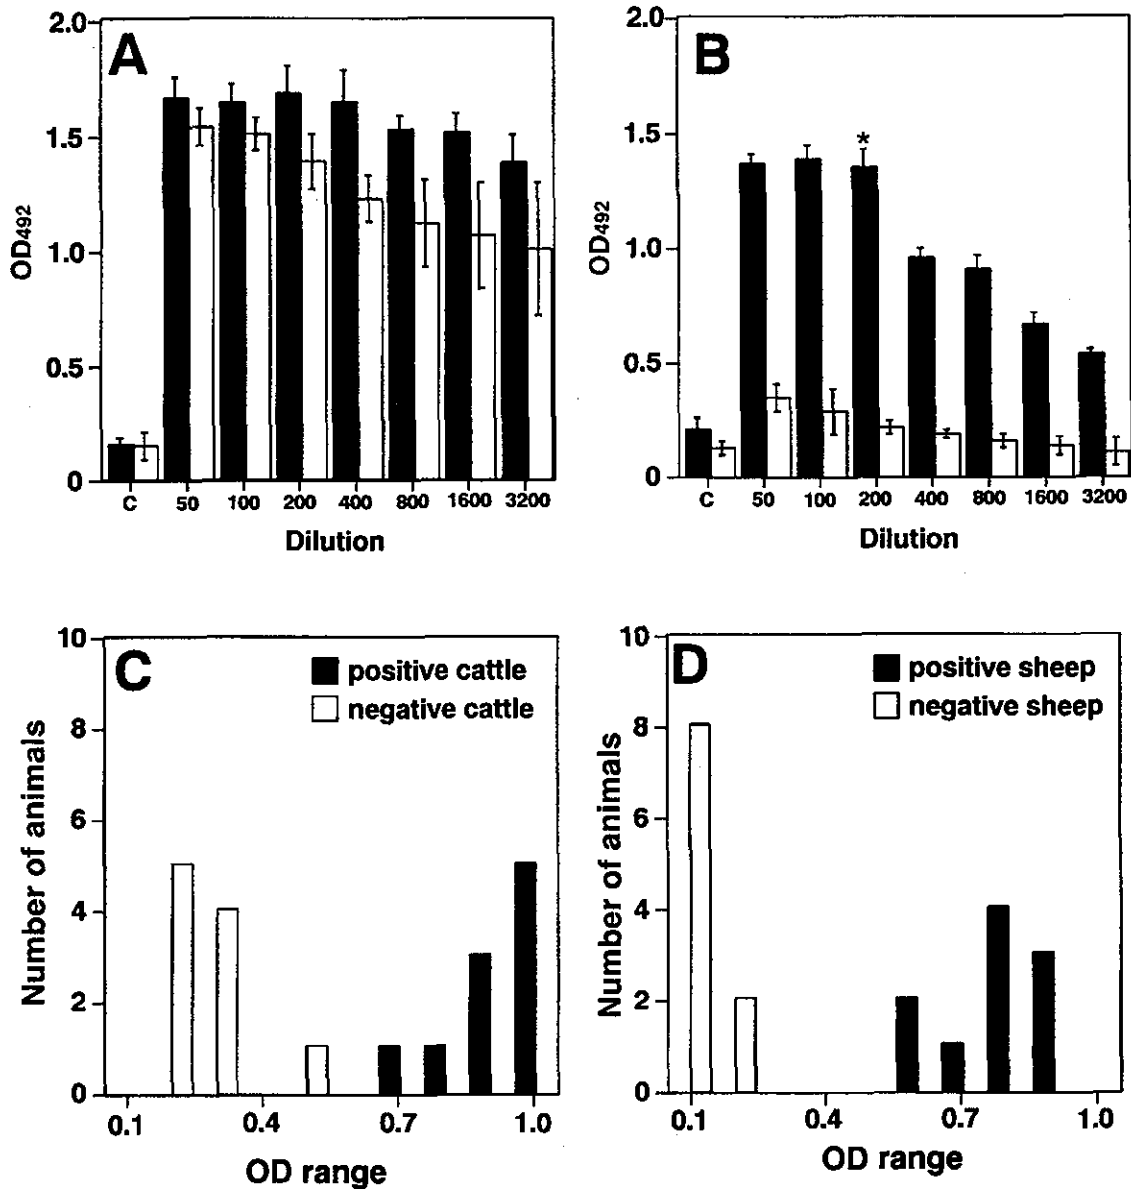 A
2.0
1.5
1.0
0.5
0
OD492
C 50 100 200 400 800 1600 3200
Dilution
B
2.0
1.5
1.0
0.5
0
OD492
*
C 50 100 200 400 800 1600 3200
Dilution
C
positive cattle
negative cattle
10
8
6
4
2
0
Number of animals
0.1 0.4 0.7 1.0
OD range
D
positive sheep
negative sheep
10
8
6
4
2
0
Number of animals
0.1 0.4 0.7 1.0
OD range